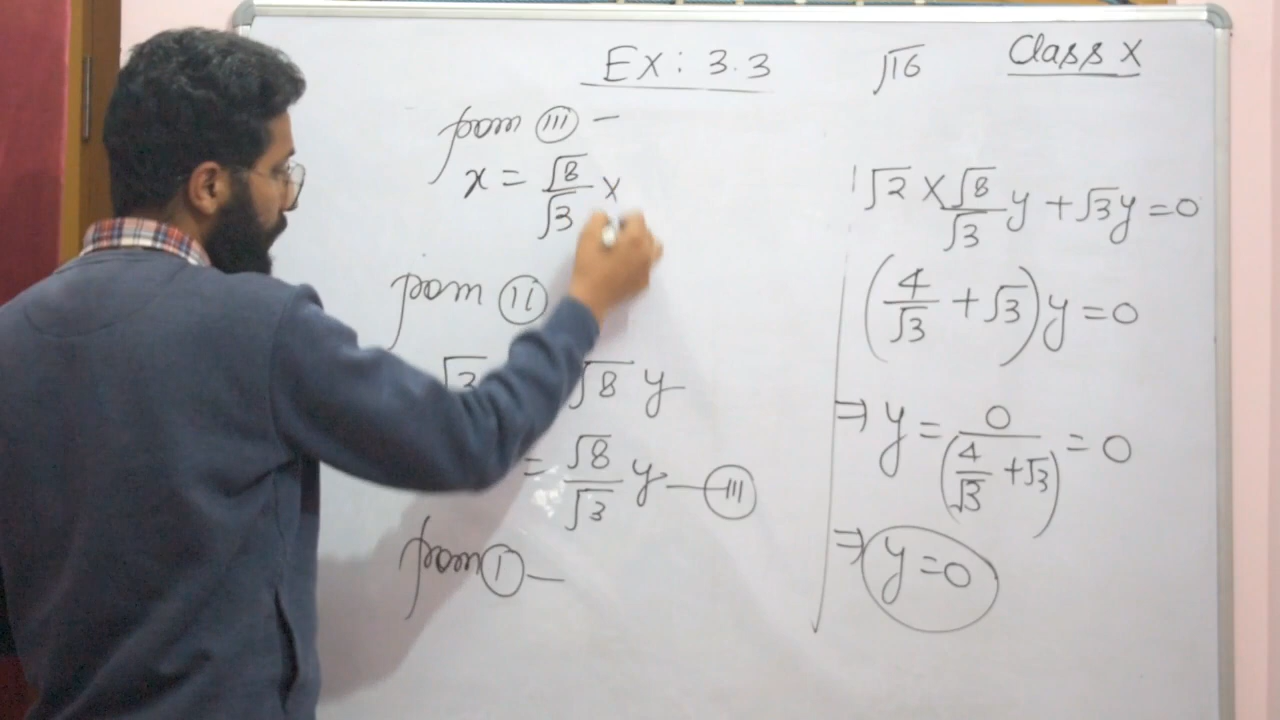 Ex: 3.3
√16
Class X
from (III) -
x = √8/√3 x
from (II)
√3 √8 y
= √8/√3 y — (III)
from (I) —
√2 x √8/√3 y + √3y = 0
(4/√3 + √3)y = 0
⇒ y = 0/(4/√3 + √3) = 0
⇒ y = 0